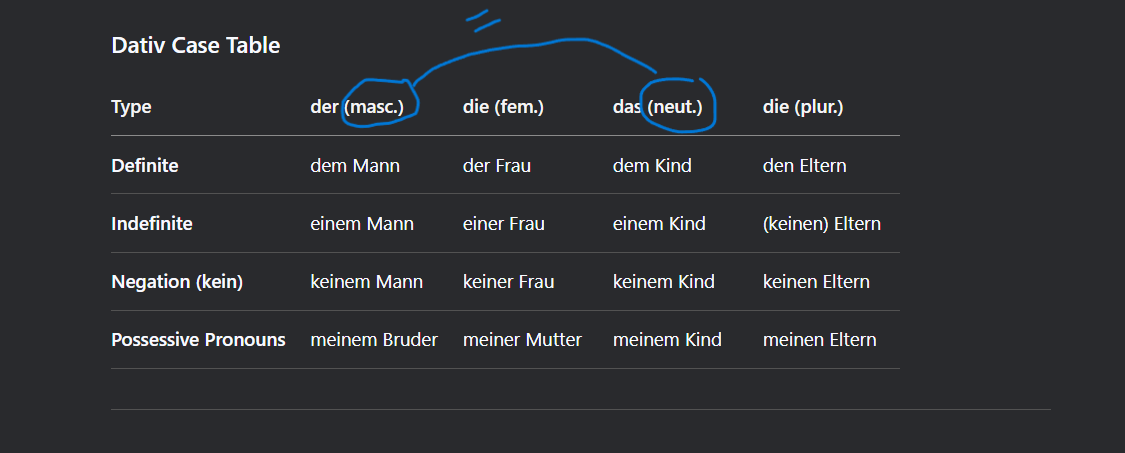 Dativ Case Table
Type der (masc.) die (fem.) das (neut.) die (plur.)
Definite dem Mann der Frau dem Kind den Eltern
Indefinite einem Mann einer Frau einem Kind (keinen) Eltern
Negation (kein) keinem Mann keiner Frau keinem Kind keinen Eltern
Possessive Pronouns meinem Bruder meiner Mutter meinem Kind meinen Eltern